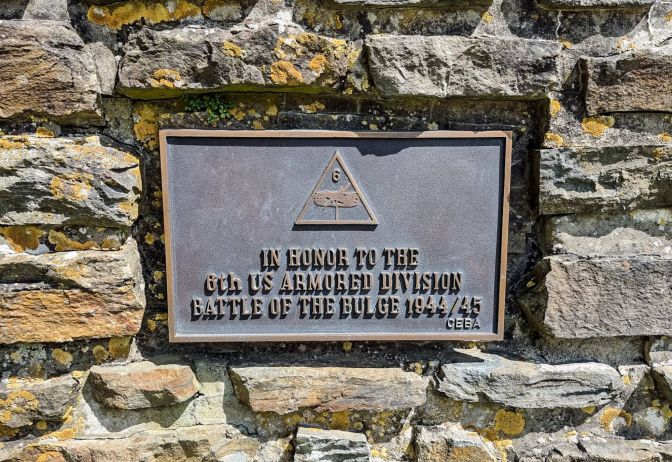 6
IN HONOR TO THE
6th US ARMORED DIVISION
BATTLE OF THE BULGE 1944/45
CEBA